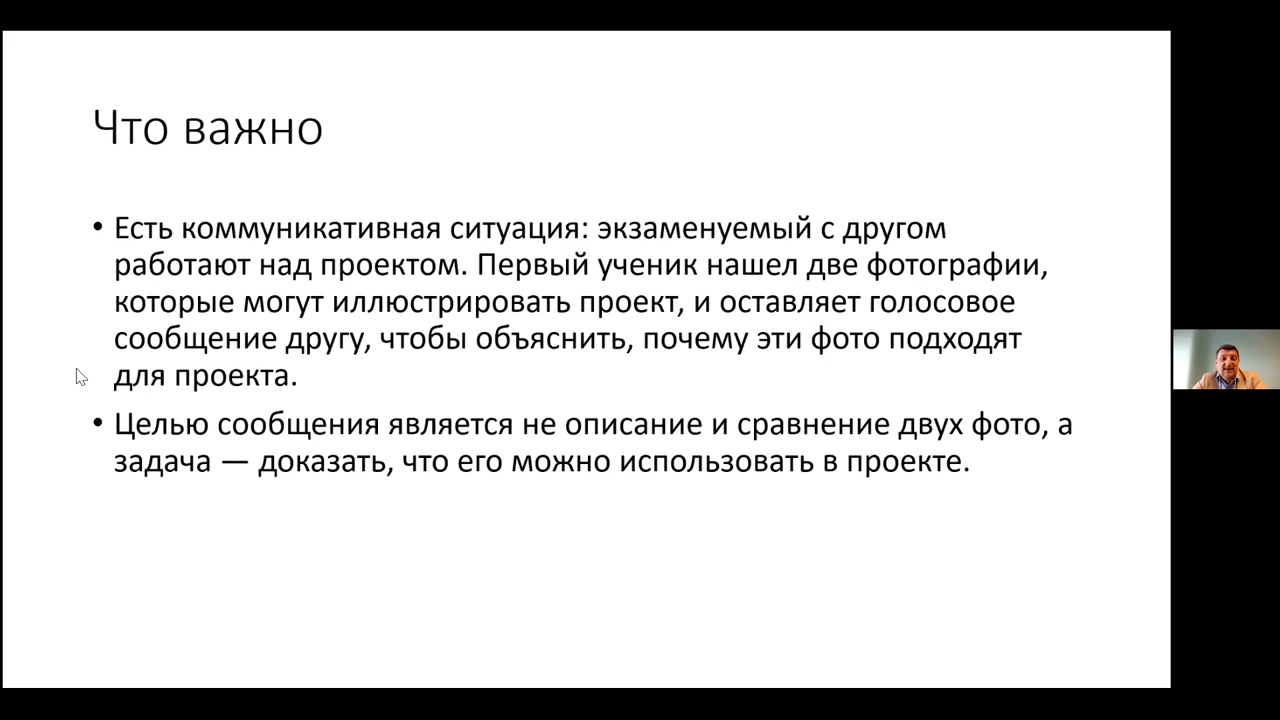 Что важно
• Есть коммуникативная ситуация: экзаменуемый с другом
работают над проектом. Первый ученик нашел две фотографии,
которые могут иллюстрировать проект, и оставляет голосовое
сообщение другу, чтобы объяснить, почему эти фото подходят
для проекта.
• Целью сообщения является не описание и сравнение двух фото, а
задача — доказать, что его можно использовать в проекте.